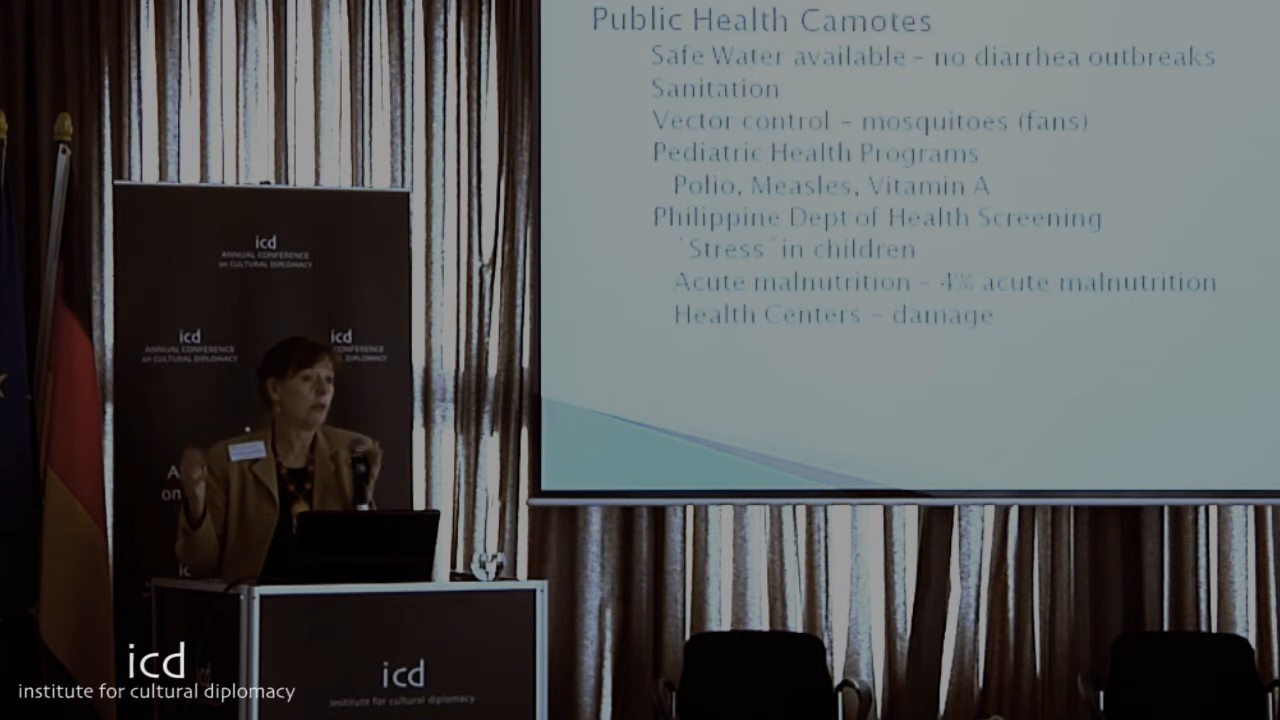 Public Health Camotes
Safe Water available – no diarrhea outbreaks
Sanitation
Vector control – mosquitoes (fans)
Pediatric Health Programs
Polio, Measles, Vitamin A
Philippine Dept of Health Screening
`Stress´in children
Acute malnutrition – 4% acute malnutrition
Health Centers – damage
icd
ANNUAL CONFERENCE
on CULTURAL DIPLOMACY
icd
ANNUAL CONFERENCE
on CULTURAL DIPLOMACY
icd
CONFERENCE
DIPLOMACY
on
icd
institute for cultural diplomacy
icd
institute for cultural diplomacy